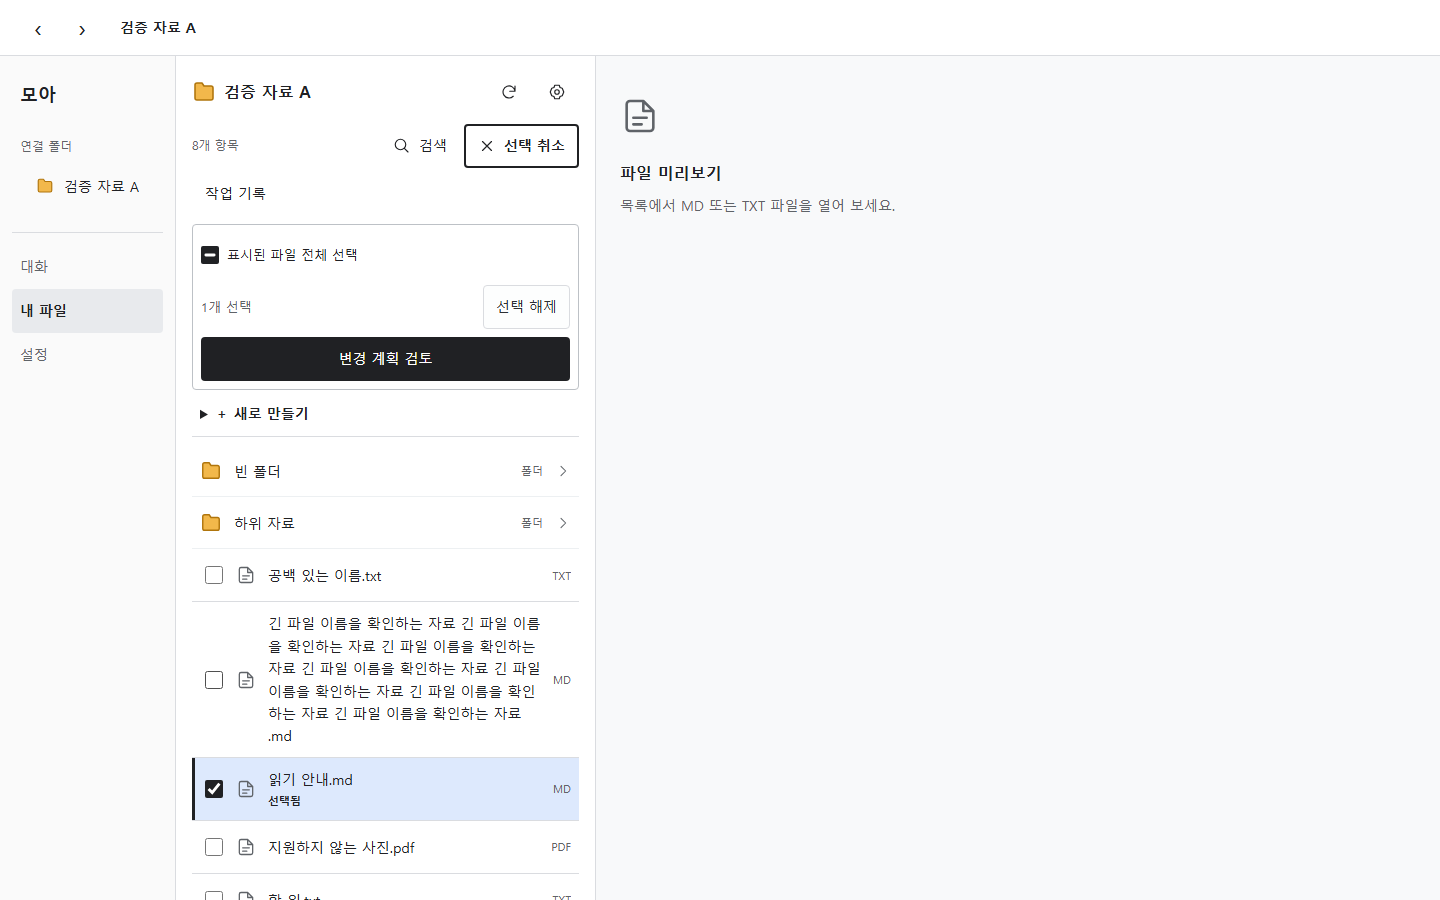 검증 자료 A
모아
연결 폴더
검증 자료 A
대화
내 파일
설정
검증 자료 A
8개 항목
검색
선택 취소
작업 기록
표시된 파일 전체 선택
1개 선택
선택 해제
변경 계획 검토
+ 새로 만들기
빈 폴더 폴더
하위 자료 폴더
공백 있는 이름.txt TXT
긴 파일 이름을 확인하는 자료 긴 파일 이름
을 확인하는 자료 긴 파일 이름을 확인하는
자료 긴 파일 이름을 확인하는 자료 긴 파일
이름을 확인하는 자료 긴 파일 이름을 확인
하는 자료 긴 파일 이름을 확인하는 자료
.md
MD
읽기 안내.md
선택됨
MD
지원하지 않는 사진.pdf PDF
파일 미리보기
목록에서 MD 또는 TXT 파일을 열어 보세요.